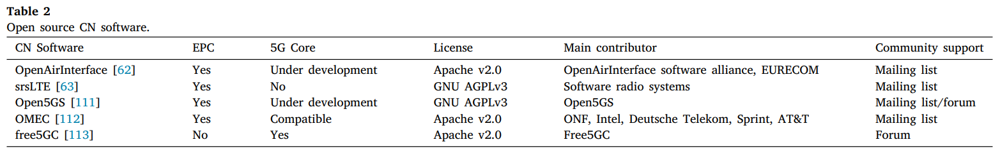 Table 2
Open source CN software.
CN Software EPC 5G Core License Main contributor Community support
OpenAirInterface [62] Yes Under development Apache v2.0 OpenAirInterface software alliance, EURECOM Mailing list
srsLTE [63] Yes No GNU AGPLv3 Software radio systems Mailing list
Open5GS [111] Yes Under development GNU AGPLv3 Open5GS Mailing list/forum
OMEC [112] Yes Compatible Apache v2.0 ONF, Intel, Deutsche Telekom, Sprint, AT&T Mailing list
free5GC [113] No Yes Apache v2.0 Free5GC Forum